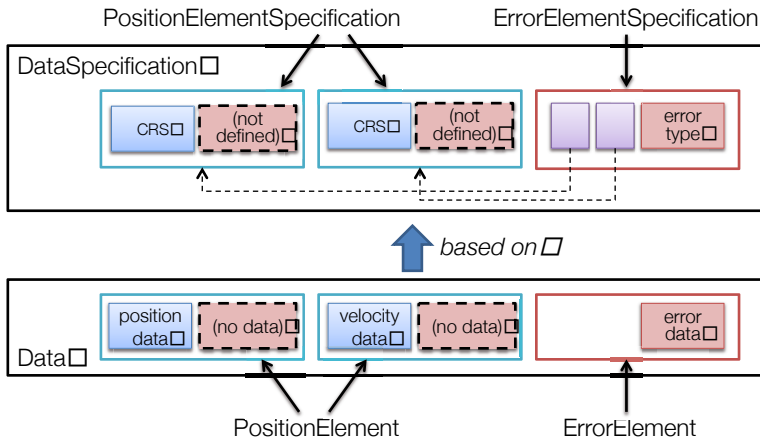 PositionElementSpecification
ErrorElementSpecification
DataSpecification
CRS
(not
defined)
CRS
(not
defined)
error
type
based on
position
data
(no data)
velocity
data
(no data)
error
data
Data
PositionElement
ErrorElement